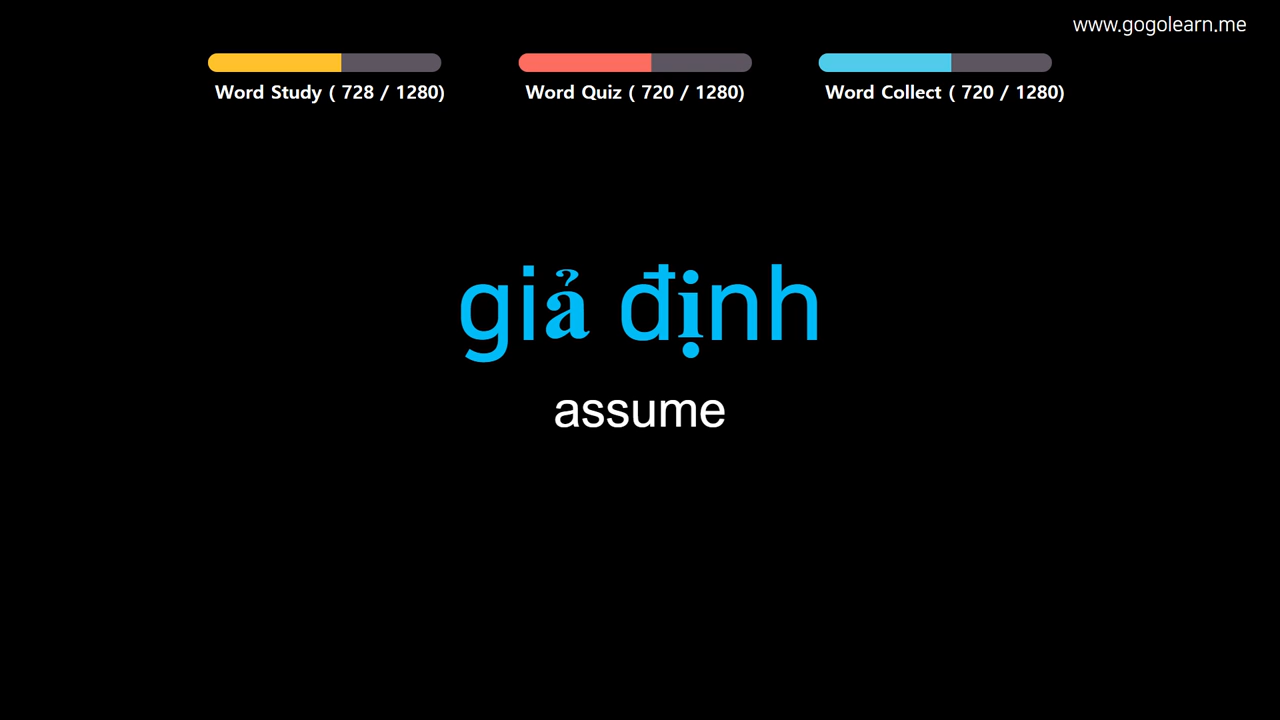 www.gogolearn.me
Word Study ( 728 / 1280)
Word Quiz ( 720 / 1280)
Word Collect ( 720 / 1280)
giả định
assume